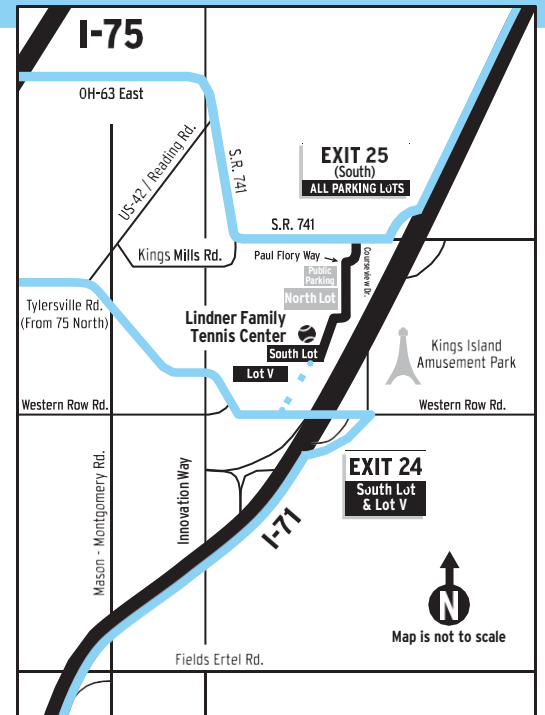 I-75
OH-63 East
US-42 / Reading Rd.
S.R. 741
EXIT 25
(South)
ALL PARKING LOTS
S.R. 741
Kings Mills Rd.
Paul Flory Way
Courseview Dr.
Public
Parking
North Lot
Tylersville Rd.
(From 75 North)
Lindner Family
Tennis Center
South Lot
Lot V
Kings Island
Amusement Park
Western Row Rd.
Western Row Rd.
Mason - Montgomery Rd.
Innovation Way
EXIT 24
South Lot
& Lot V
I-71
N
Map is not to scale
Fields Ertel Rd.